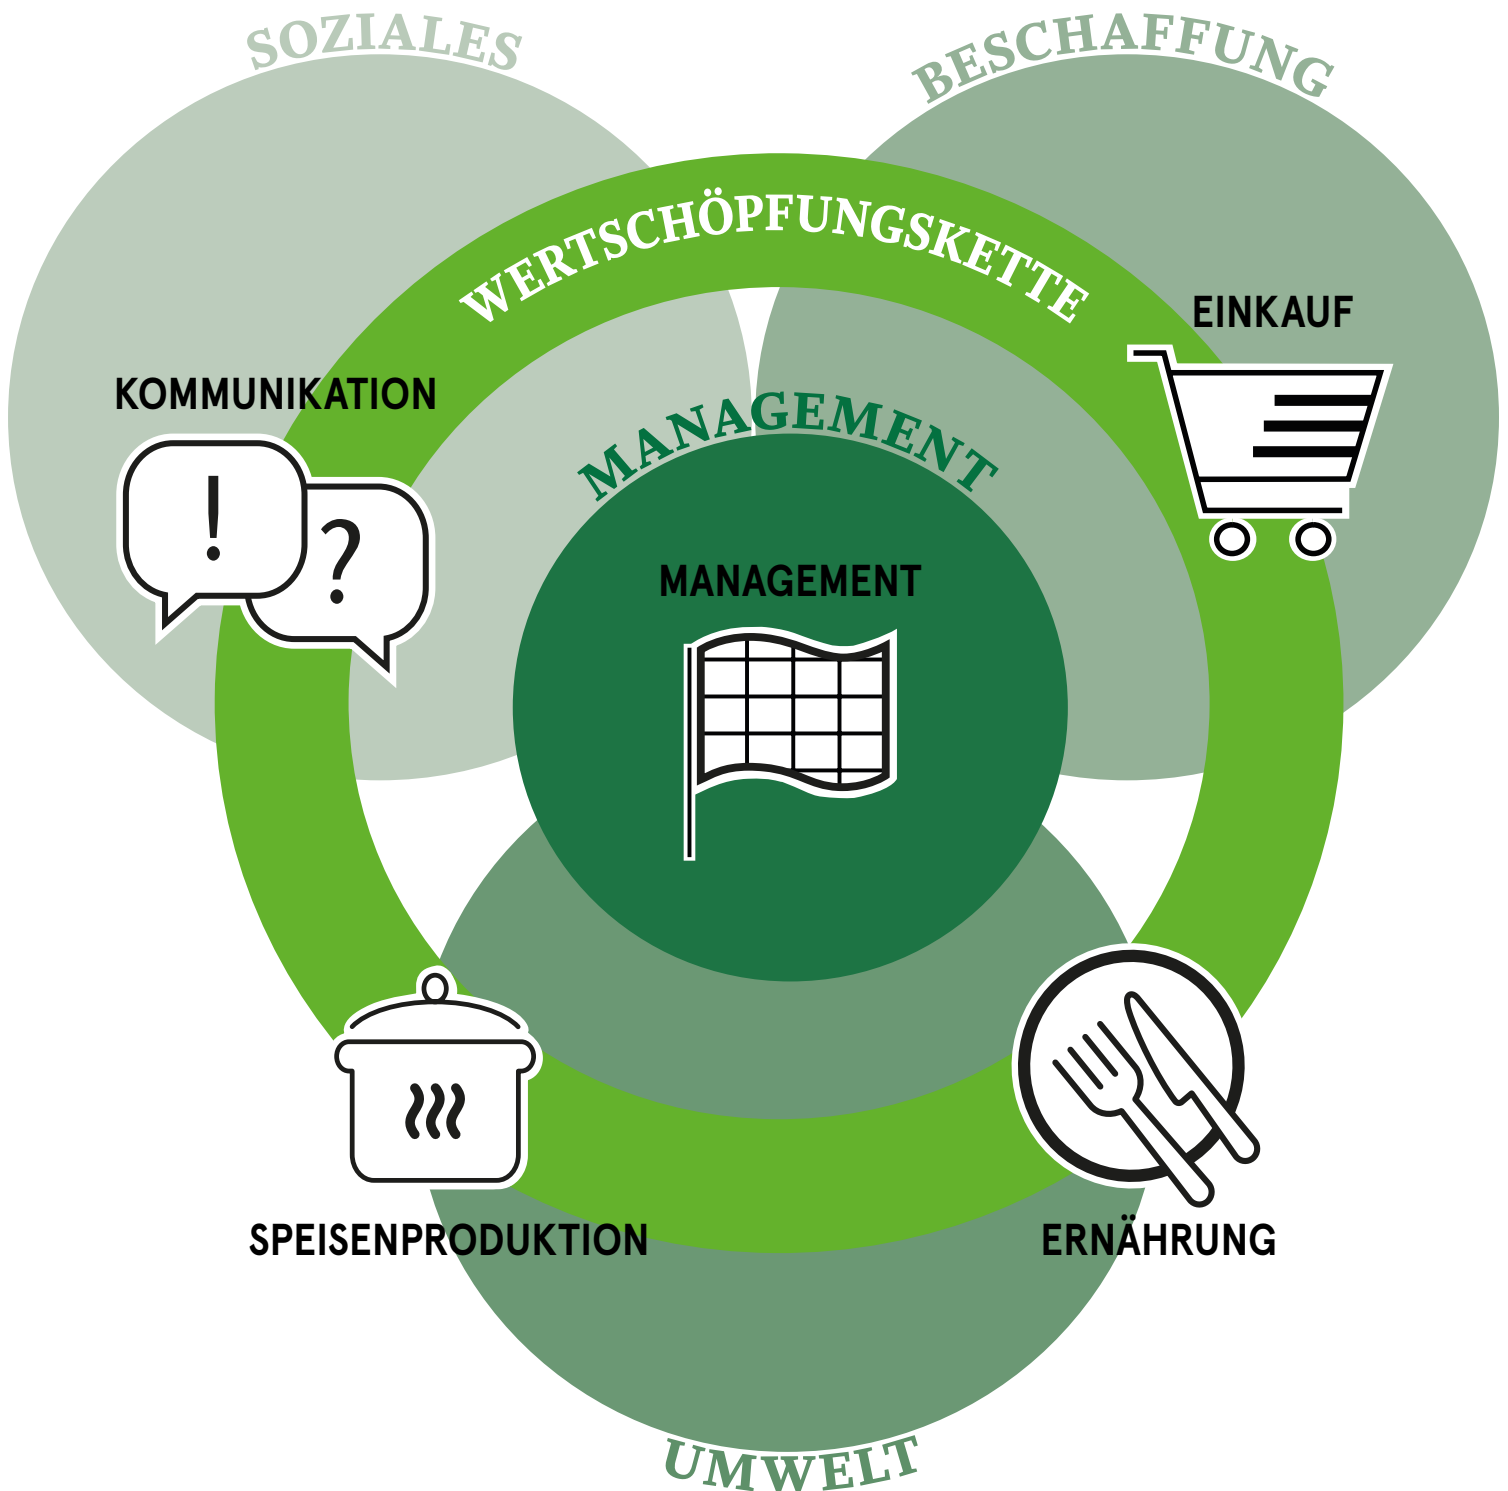 SOZIALES
BESCHAFFUNG
WERTSCHÖPFUNGSKETTE
EINKAUF
KOMMUNIKATION
! ?
MANAGEMENT
MANAGEMENT
SPEISENPRODUKTION
ERNÄHRUNG
UMWELT